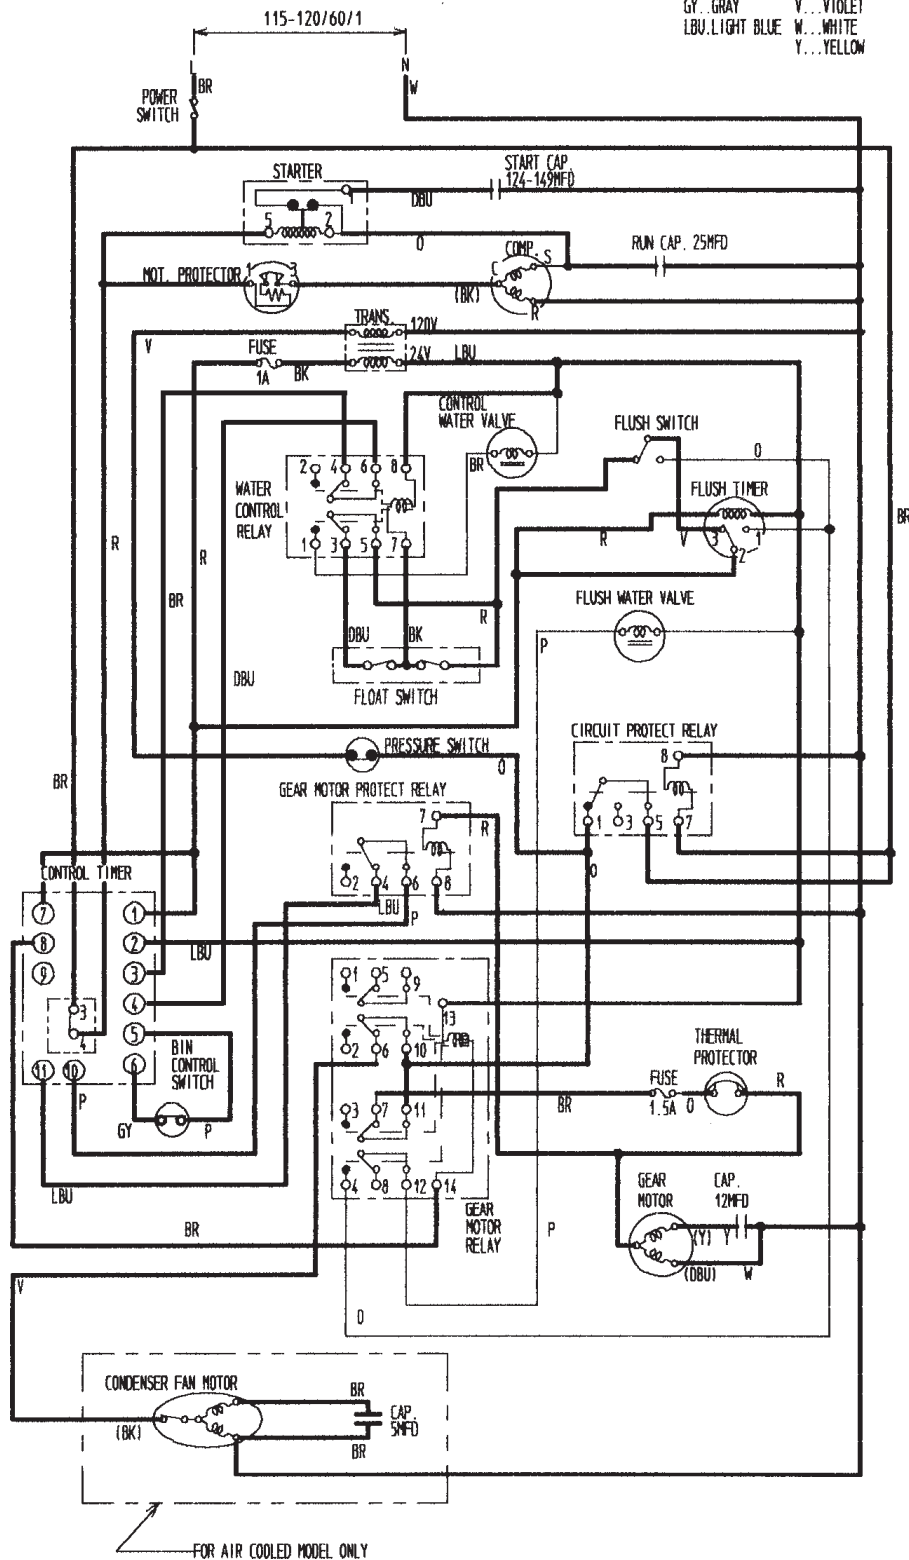 115-120/60/1
GY..GRAY V...VIOLET
LBU.LIGHT BLUE W...WHITE
Y...YELLOW
L
N
BR
W
POWER
SWITCH
STARTER
START CAP.
124-149MFD
DBU
5
2
O
COMP.
S
RUN CAP. 25MFD
MOT. PROTECTOR
1
3
C
(BK)
R
TRANS.
120V
V
FUSE
1A
BK
24V
LBU
CONTROL
WATER VALVE
FLUSH SWITCH
BR
O
2
4
6
8
WATER
CONTROL
RELAY
FLUSH TIMER
BR
R
R
R
V
3
1
2
1
3
5
7
BR
FLUSH WATER VALVE
R
DBU
BK
P
DBU
FLOAT SWITCH
CIRCUIT PROTECT RELAY
PRESSURE SWITCH
8
O
BR
GEAR MOTOR PROTECT RELAY
7
R
1
3
5
7
CONTROL TIMER
O
2
4
6
8
LBU
P
7
1
8
2
LBU
9
3
1
5
9
4
13
3
4
5
BIN
CONTROL
SWITCH
2
6
10
THERMAL
PROTECTOR
11
10
6
FUSE
1.5A
R
P
BR
O
3
7
11
GY
P
4
8
12
14
LBU
GEAR
MOTOR
CAP.
12MFD
BR
GEAR
MOTOR
RELAY
P
(Y)
Y
(DBU)
W
V
O
CONDENSER FAN MOTOR
BR
CAP.
5MFD
(BK)
BR
FOR AIR COOLED MODEL ONLY